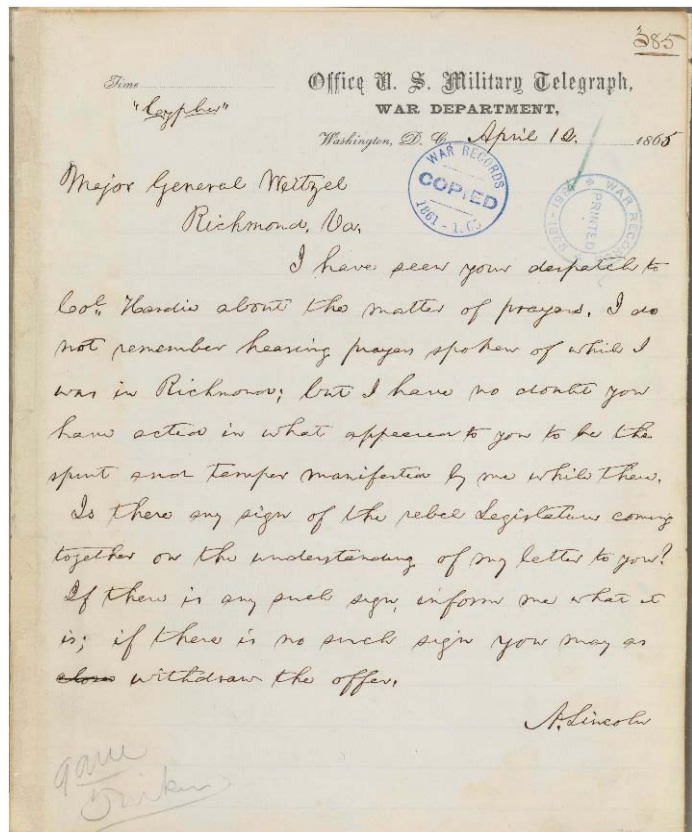 385
Time
"Cypher"
Office U. S. Military Telegraph,
WAR DEPARTMENT,
Washington, D. C. April 12. 1865
WAR RECORDS
COPIED
1861-1865
WAR RECORDS
PRINTED
Major General Weitzel
Richmond, Va.
I have seen your despatch to
Col. Hardie about the matter of prayers. I do
not remember hearing prayers spoken of while I
was in Richmond; but I have no doubt you
have acted in what appeared to you to be the
spirit and temper manifested by me while there.
Is there any sign of the rebel Legislature coming
together on the understanding of my letter to you?
If there is any such sign, inform me what it
is; if there is no such sign you may as
withdraw the offer.
A. Lincoln